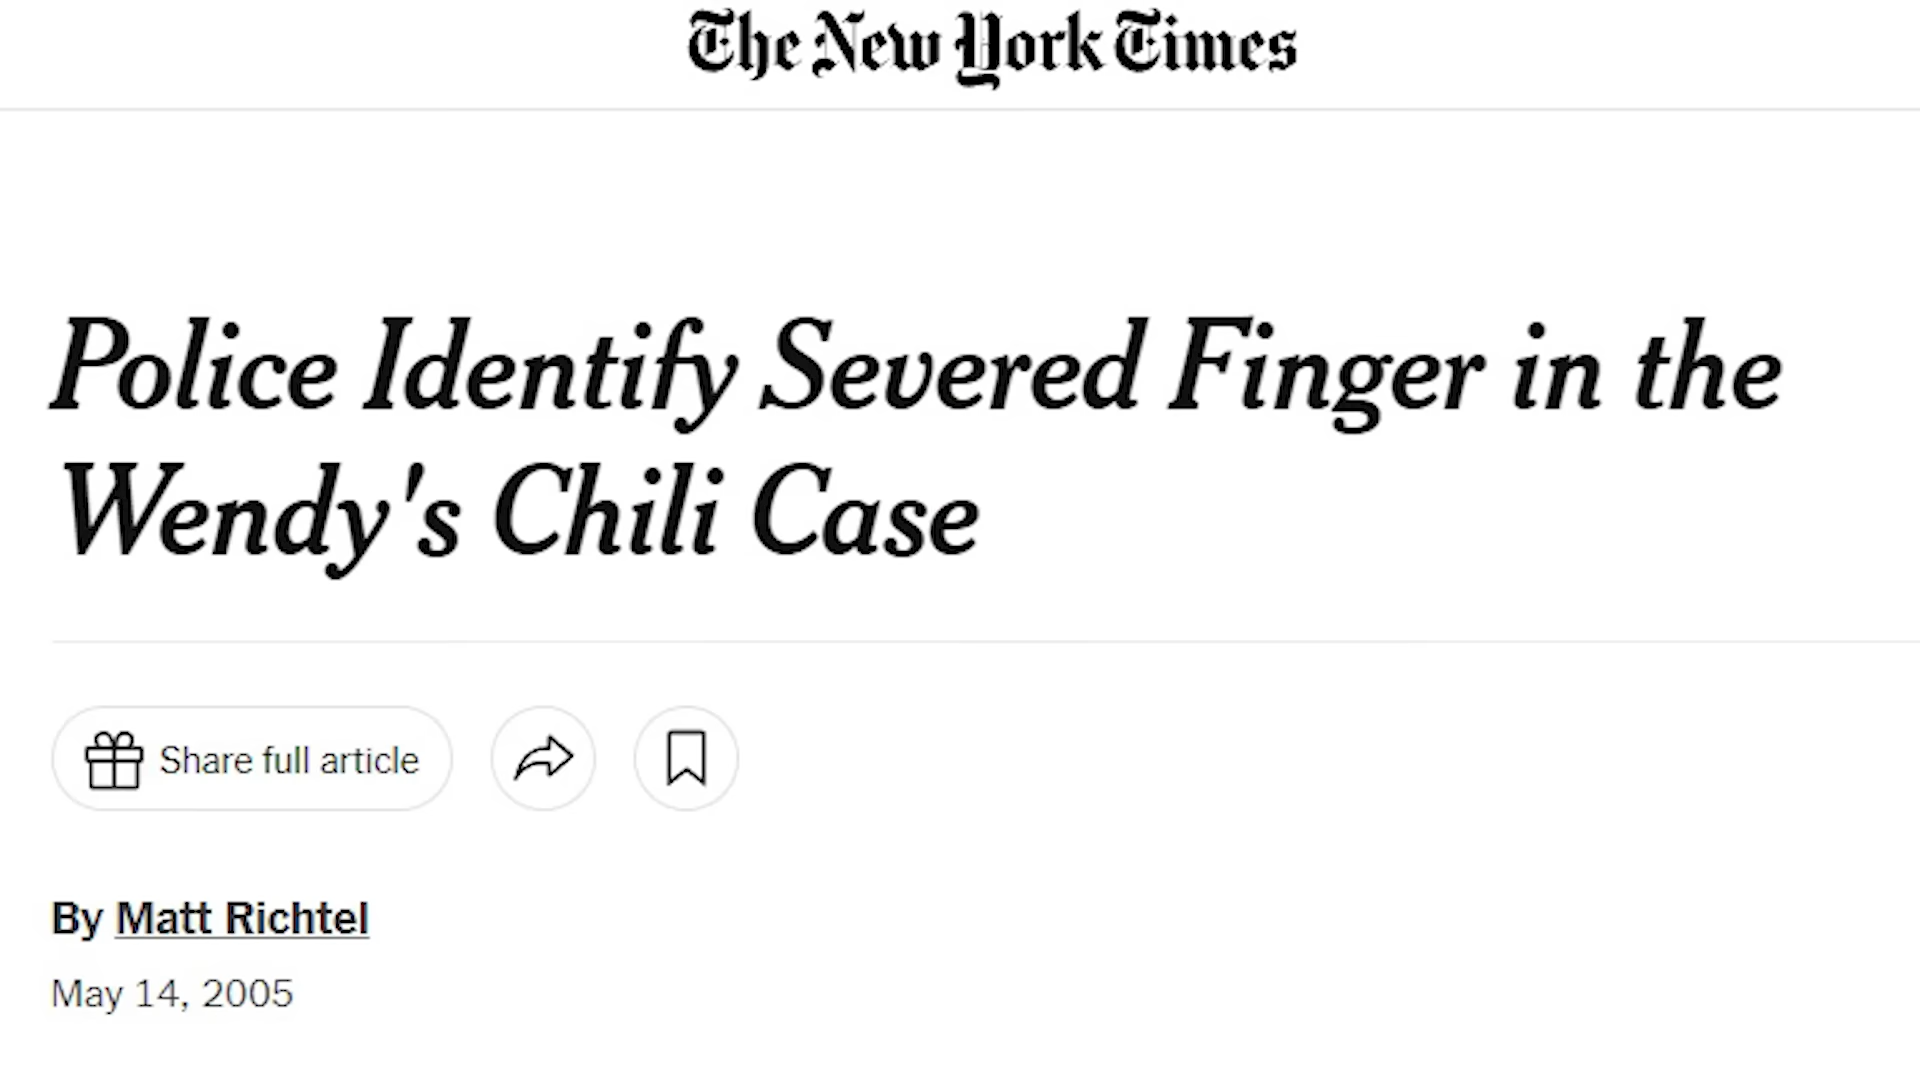 The New York Times
Police Identify Severed Finger in the
Wendy's Chili Case
Share full article
By Matt Richtel
May 14, 2005